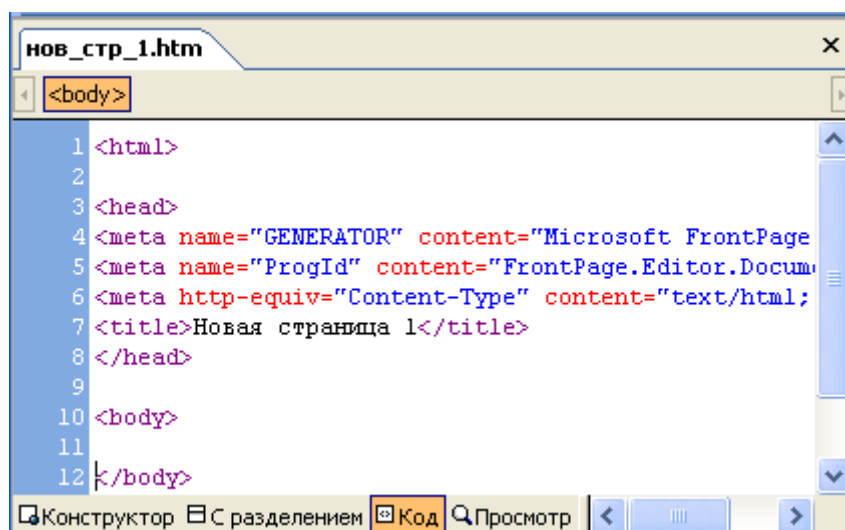 нов_стр_1.htm
<body>
1 <html>
2
3 <head>
4 <meta name="GENERATOR" content="Microsoft FrontPage
5 <meta name="ProgId" content="FrontPage.Editor.Docum
6 <meta http-equiv="Content-Type" content="text/html;
7 <title>Новая страница 1</title>
8 </head>
9
10 <body>
11
12 </body>
Конструктор С разделением Код Просмотр